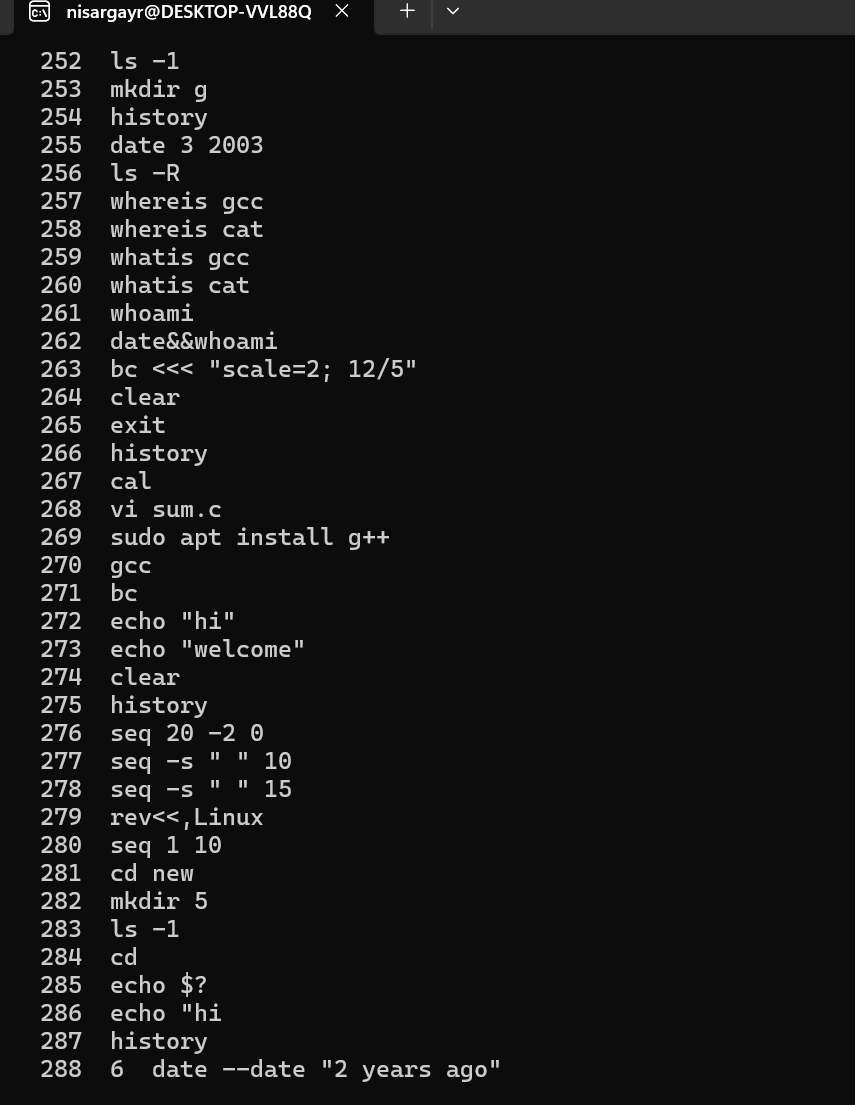 nisargayr@DESKTOP-VVL88Q
252 ls -1
253 mkdir g
254 history
255 date 3 2003
256 ls -R
257 whereis gcc
258 whereis cat
259 whatis gcc
260 whatis cat
261 whoami
262 date&&whoami
263 bc <<< "scale=2; 12/5"
264 clear
265 exit
266 history
267 cal
268 vi sum.c
269 sudo apt install g++
270 gcc
271 bc
272 echo "hi"
273 echo "welcome"
274 clear
275 history
276 seq 20 -2 0
277 seq -s " " 10
278 seq -s " " 15
279 rev<<,Linux
280 seq 1 10
281 cd new
282 mkdir 5
283 ls -1
284 cd
285 echo $?
286 echo "hi
287 history
288 6 date --date "2 years ago"